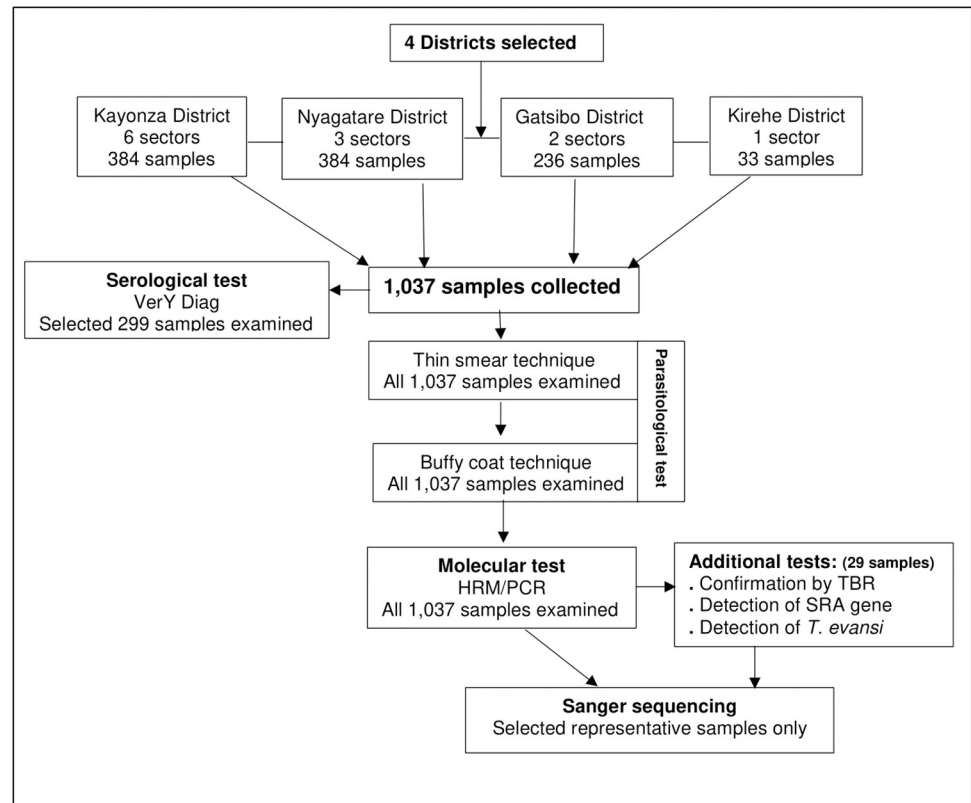 4 Districts selected
Kayonza District
6 sectors
384 samples
Nyagatare District
3 sectors
384 samples
Gatsibo District
2 sectors
236 samples
Kirehe District
1 sector
33 samples
Serological test
VerY Diag
Selected 299 samples examined
1,037 samples collected
Thin smear technique
All 1,037 samples examined
Buffy coat technique
All 1,037 samples examined
Parasitological test
Molecular test
HRM/PCR
All 1,037 samples examined
Additional tests: (29 samples)
. Confirmation by TBR
. Detection of SRA gene
. Detection of T. evansi
Sanger sequencing
Selected representative samples only